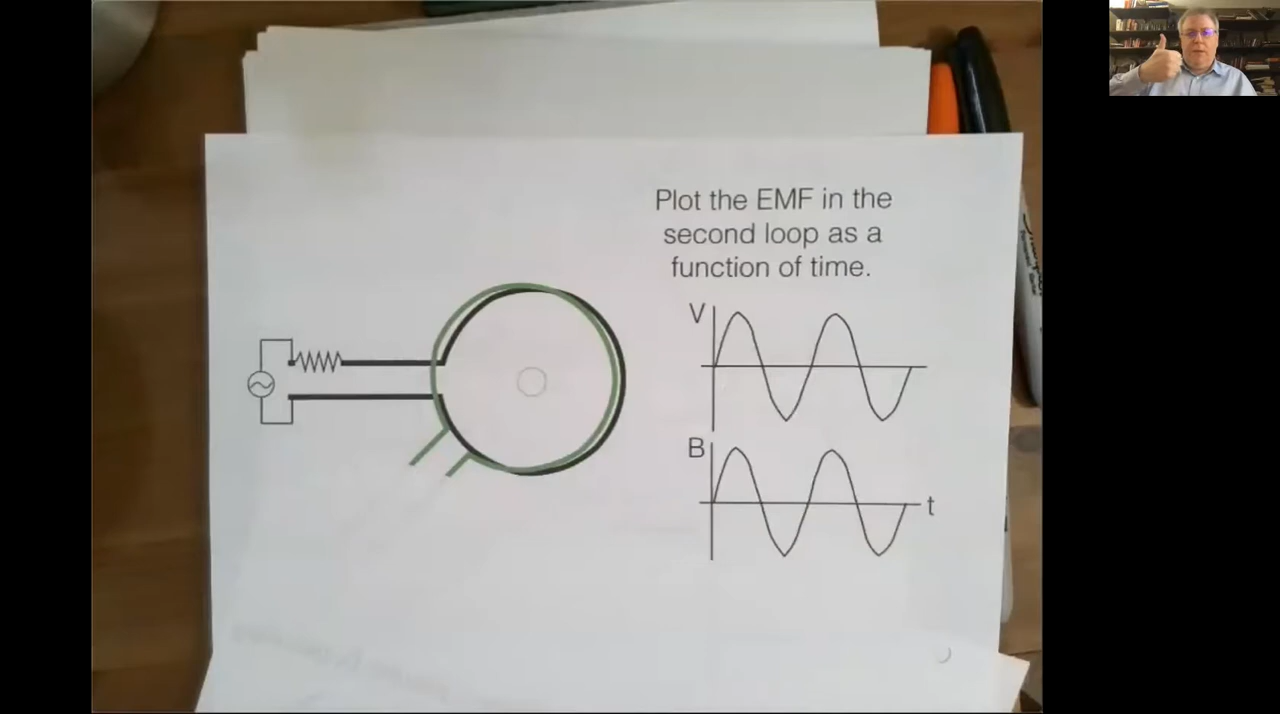 Plot the EMF in the
second loop as a
function of time.
V
B
t